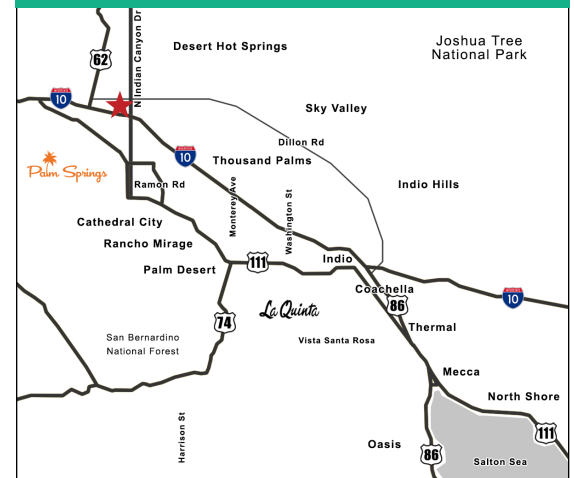 N Indian Canyon Dr
Desert Hot Springs
Joshua Tree
National Park
62
10
Sky Valley
Dillon Rd
10
Thousand Palms
Palm Springs
Ramon Rd
Indio Hills
Monterey Ave
Washington St
Cathedral City
Rancho Mirage
Palm Desert
111
Indio
Coachella
10
86
La Quinta
74
Thermal
San Bernardino
National Forest
Vista Santa Rosa
Mecca
North Shore
Harrison St
111
Oasis
86
Salton Sea